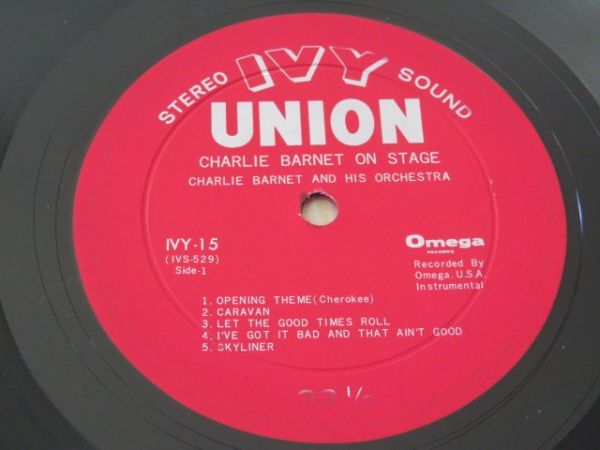 STEREO IVY SOUND
UNION
CHARLIE BARNET ON STAGE
CHARLIE BARNET AND HIS ORCHESTRA
IVY-15
(IVS-529)
Side-1
Omega
RECORDS
Recorded By
Omega, U.S.A.
Instrumental
1. OPENING THEME (Cherokee)
2. CARAVAN
3. LET THE GOOD TIMES ROLL
4. I'VE GOT IT BAD AND THAT AIN'T GOOD
5. SKYLINER